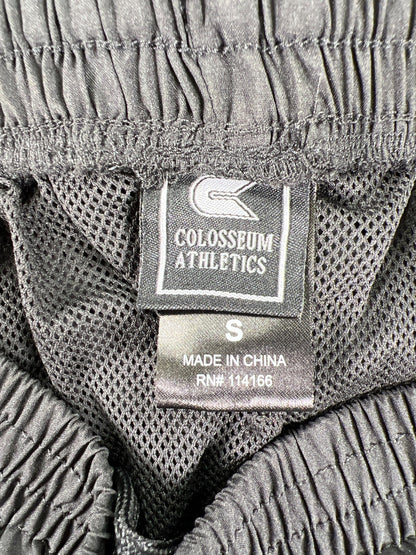 COLOSSEUM
ATHLETICS
S
MADE IN CHINA
RN# 114166